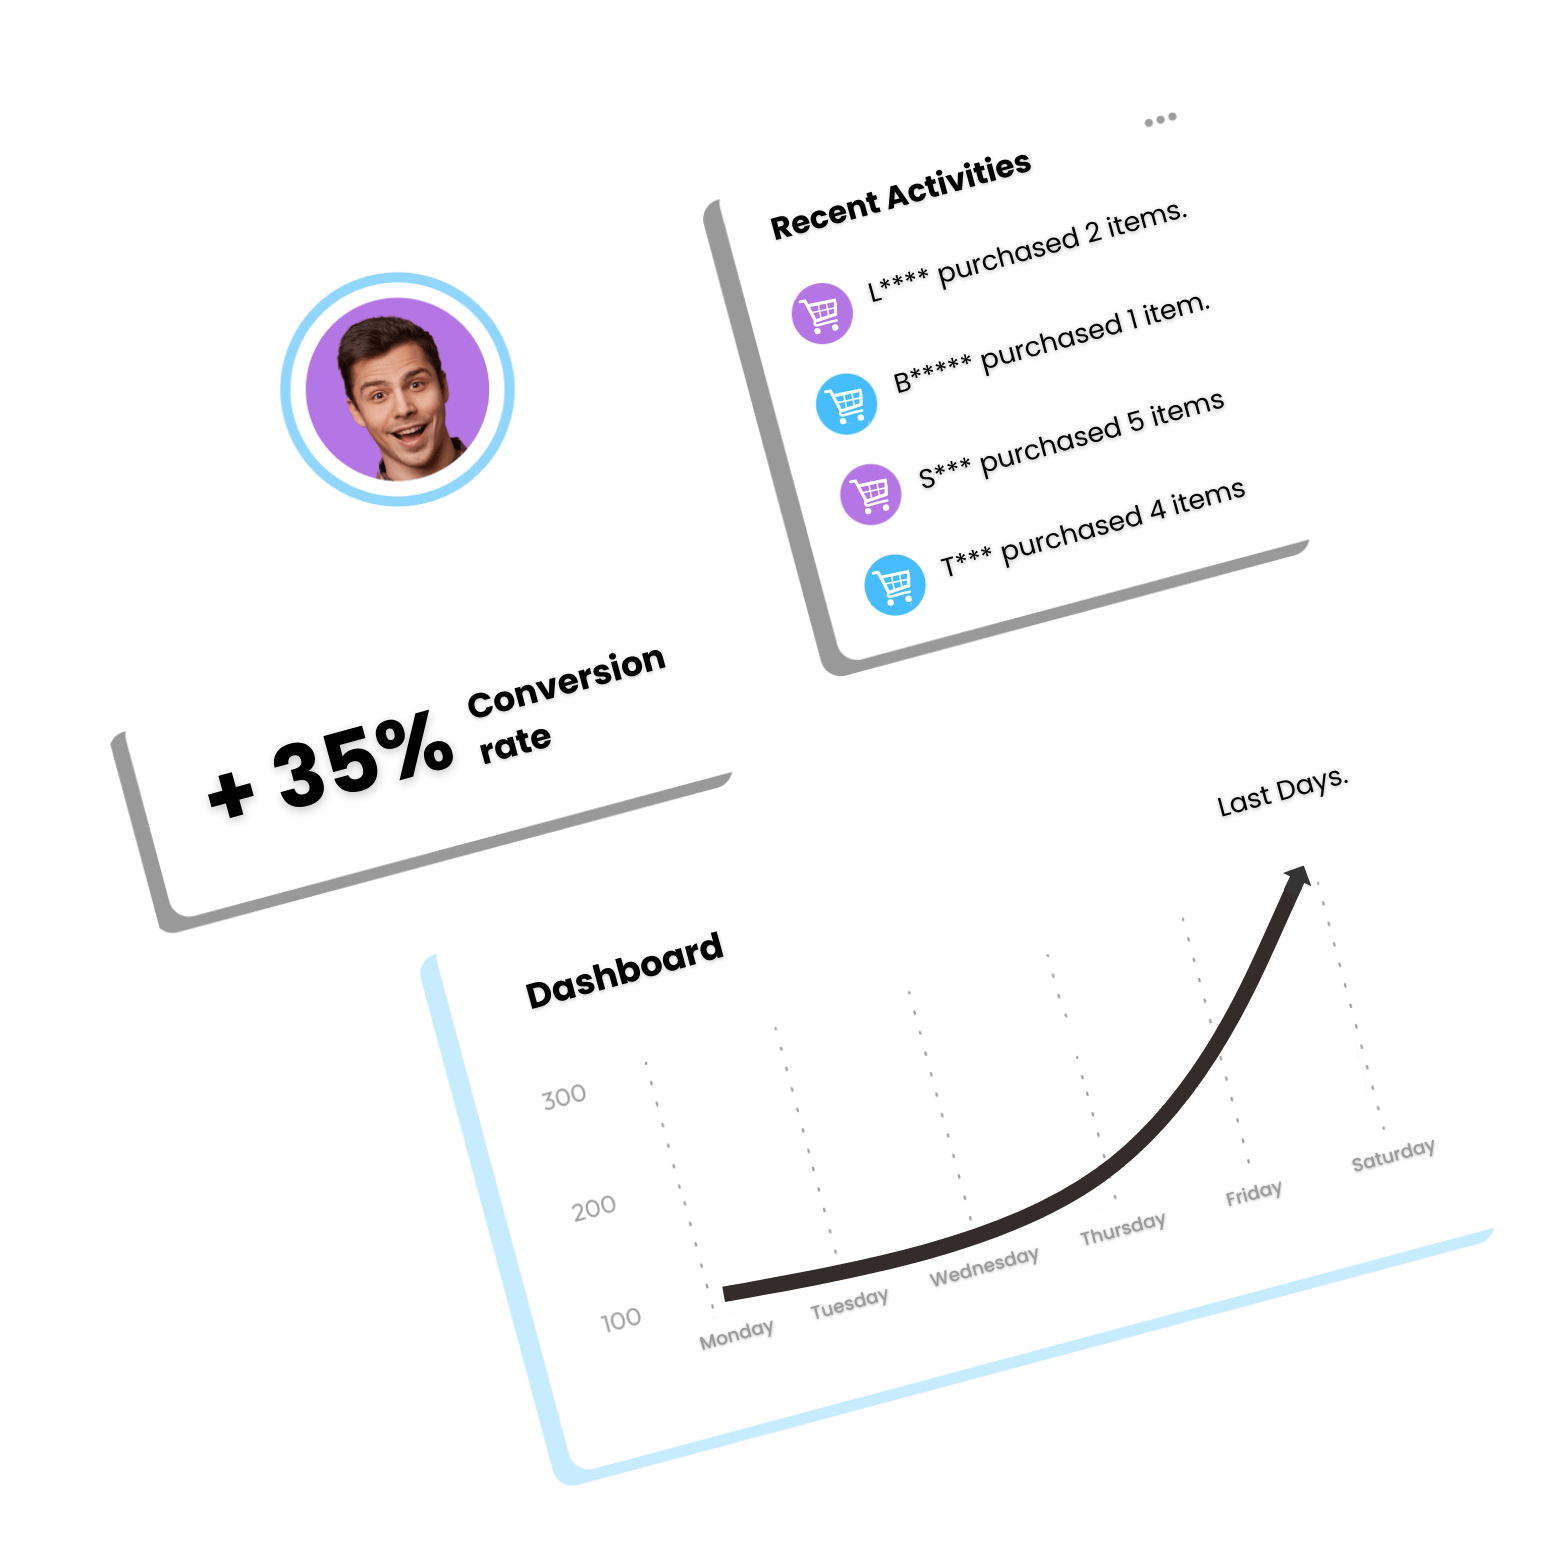 Recent Activities
L**** purchased 2 items.
B***** purchased 1 item.
S*** purchased 5 items
T*** purchased 4 items
+ 35%
Conversion
rate
Last Days.
Dashboard
300
200
100
Monday
Tuesday
Wednesday
Thursday
Friday
Saturday